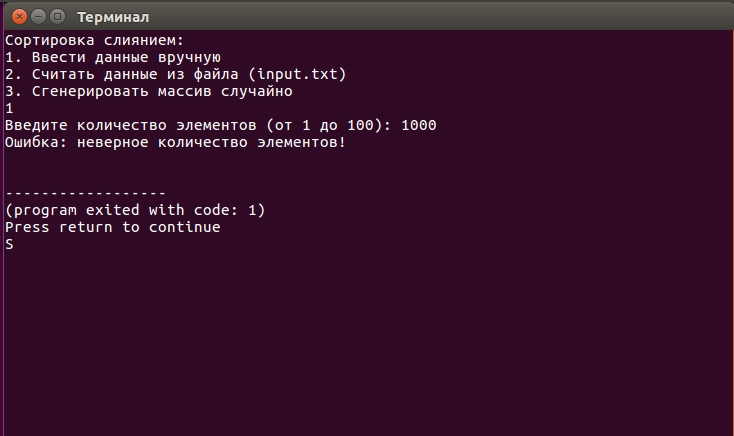 Терминал
Сортировка слиянием:
1. Ввести данные вручную
2. Считать данные из файла (input.txt)
3. Сгенерировать массив случайно
1
Введите количество элементов (от 1 до 100): 1000
Ошибка: неверное количество элементов!
------------------
(program exited with code: 1)
Press return to continue
S